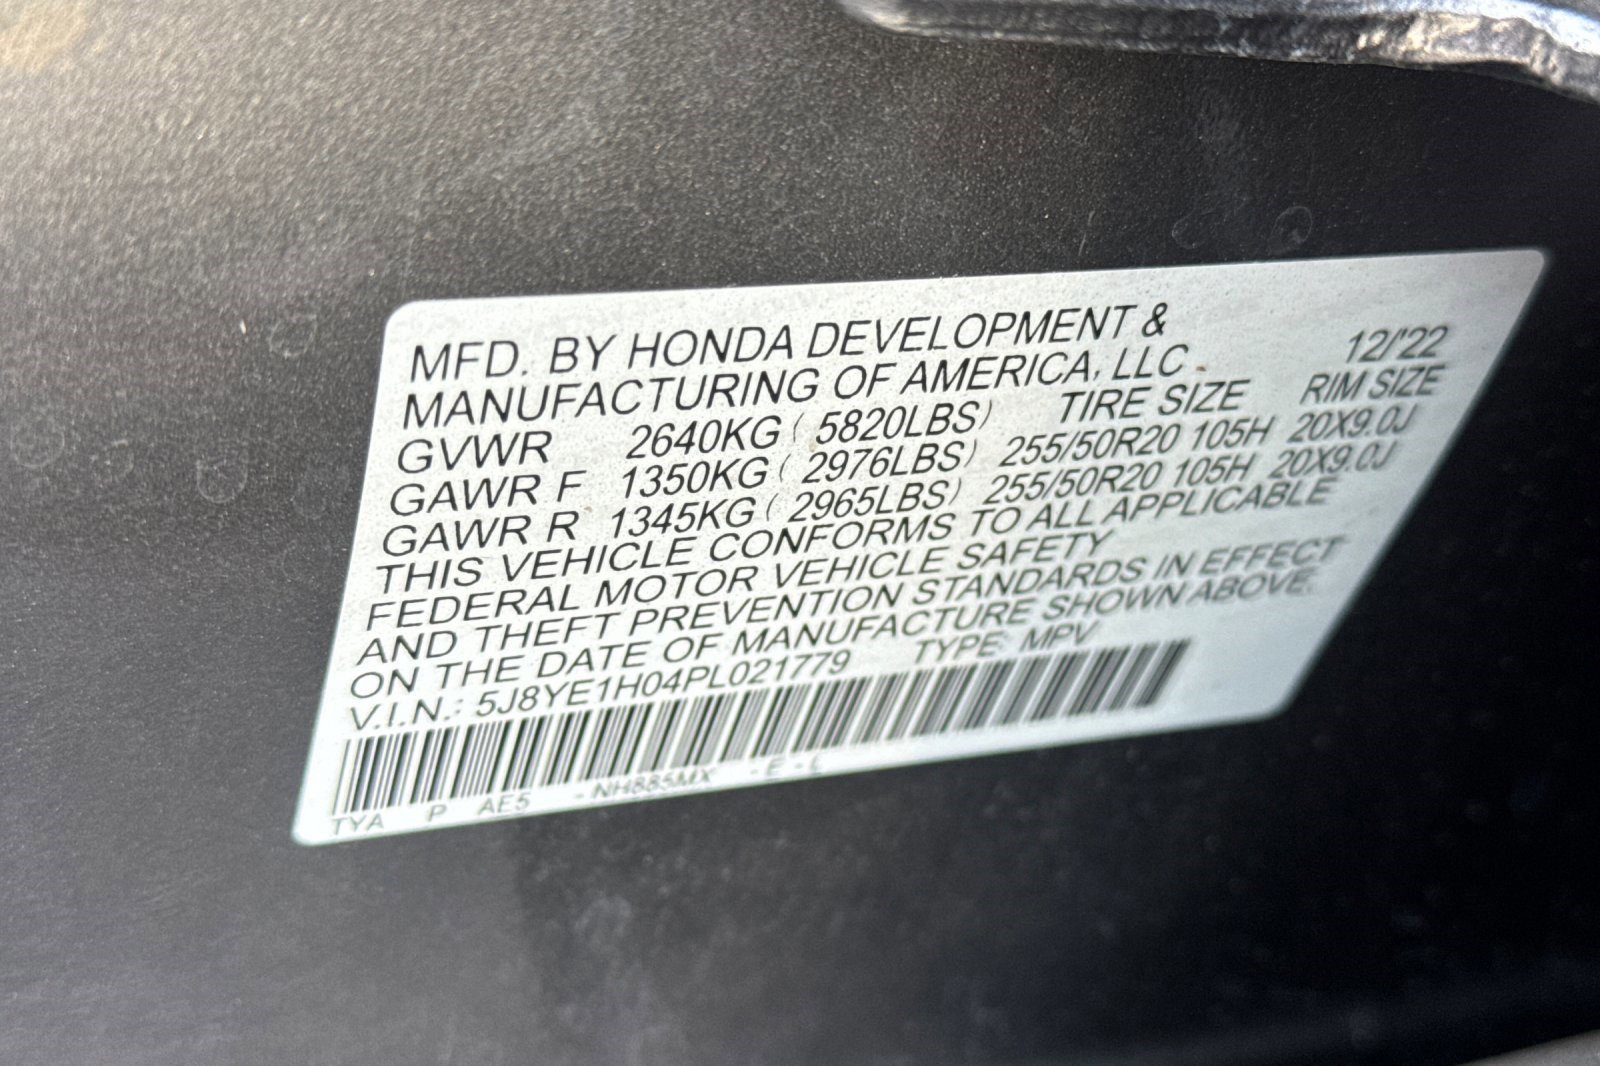 MFD. BY HONDA DEVELOPMENT &
MANUFACTURING OF AMERICA, LLC 12/'22
GVWR 2640KG ( 5820LBS) TIRE SIZE RIM SIZE
GAWR F 1350KG ( 2976LBS) 255/50R20 105H 20X9.0J
GAWR R 1345KG ( 2965LBS) 255/50R20 105H 20X9.0J
THIS VEHICLE CONFORMS TO ALL APPLICABLE
FEDERAL MOTOR VEHICLE SAFETY
AND THEFT PREVENTION STANDARDS IN EFFECT
ON THE DATE OF MANUFACTURE SHOWN ABOVE.
V.I.N.: 5J8YE1H04PL021779 TYPE: MPV
TYA P AE5 -NH885MX -E-L